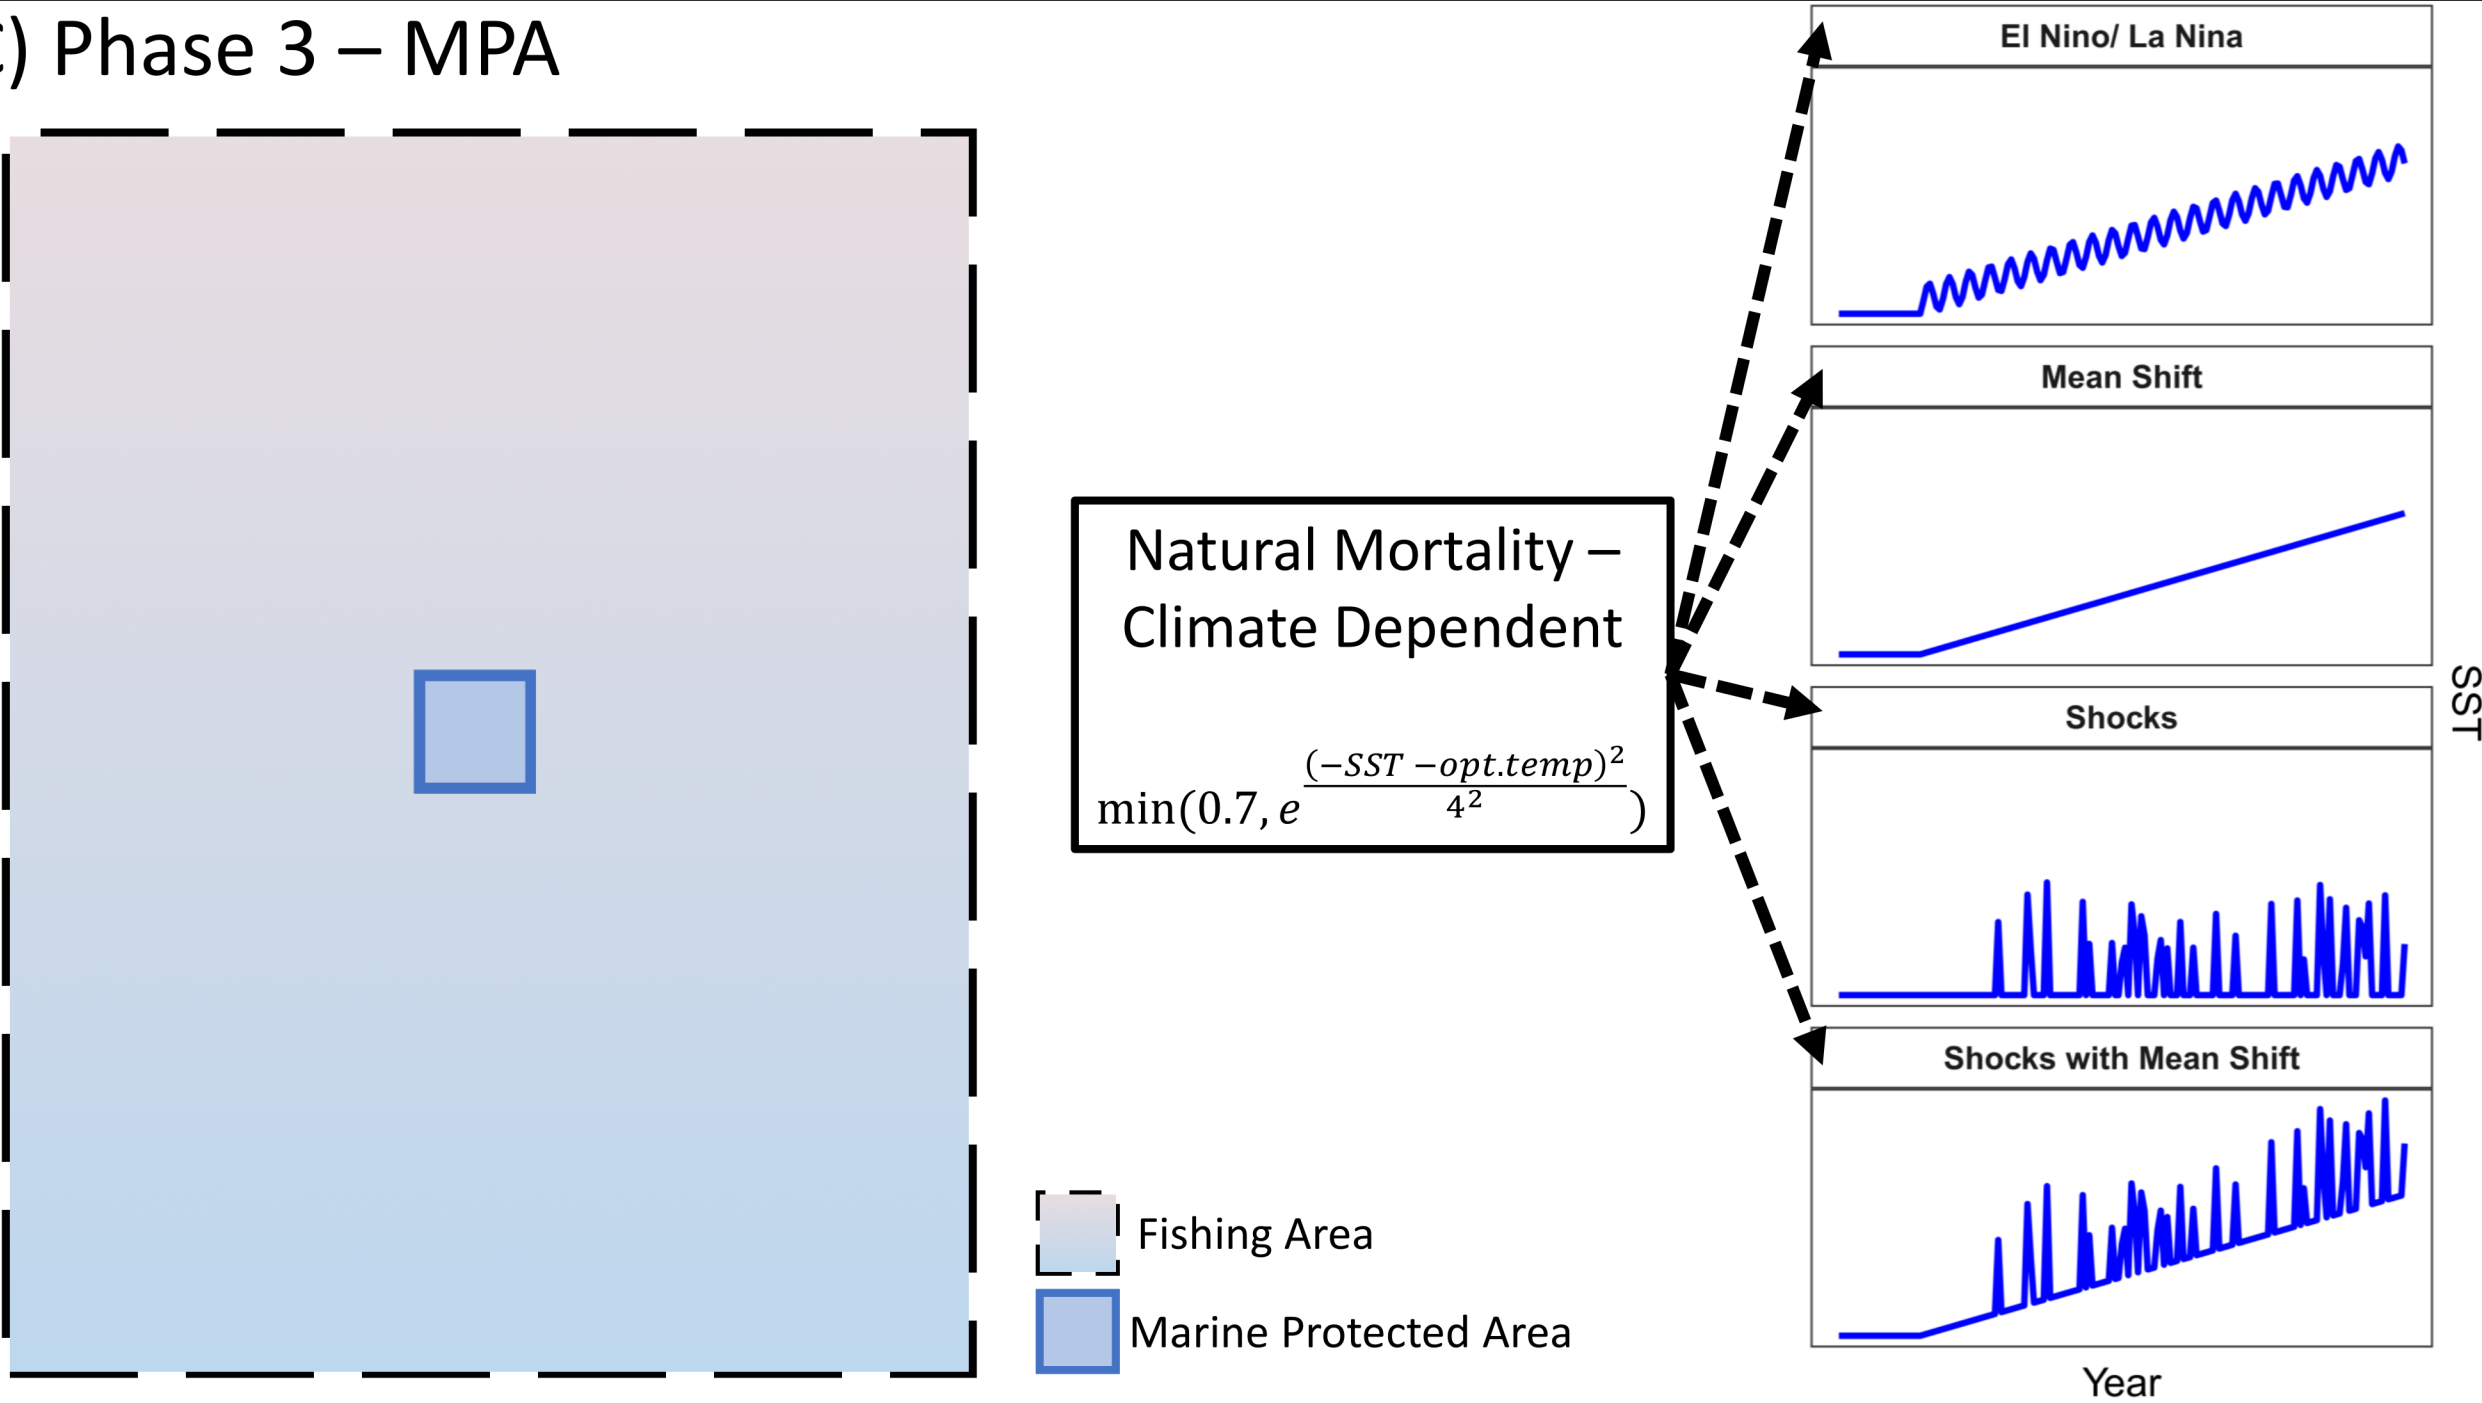 ) Phase 3 – MPA
Natural Mortality –
Climate Dependent
min(0.7, e^{\frac{(-SST -opt.temp)^2}{4^2}})
Fishing Area
Marine Protected Area
El Nino/ La Nina
Mean Shift
Shocks
Shocks with Mean Shift
SST
Year